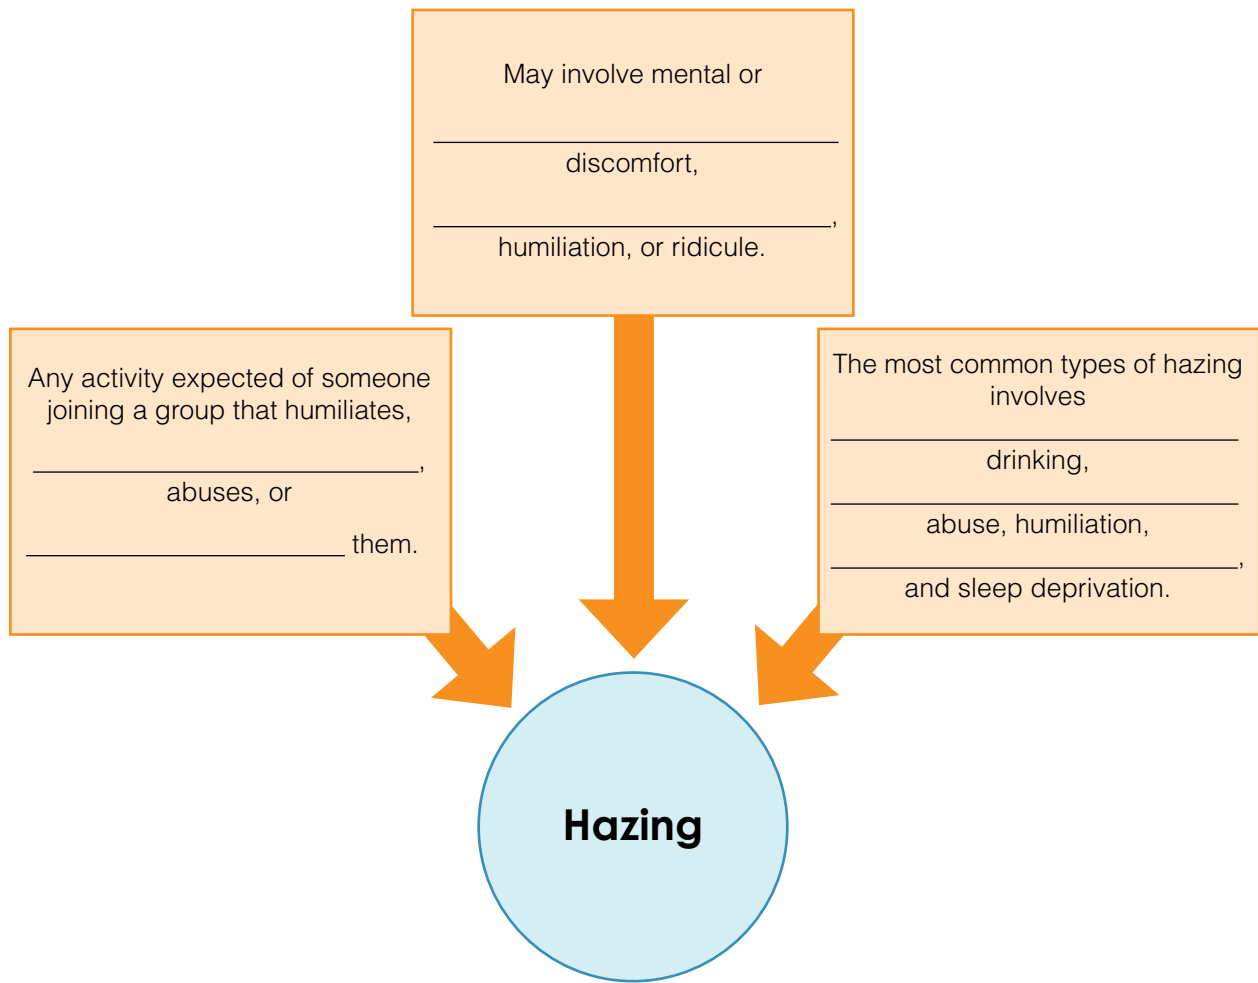 May involve mental or
discomfort,
,
humiliation, or ridicule.
Any activity expected of someone
joining a group that humiliates,
,
abuses, or
them.
The most common types of hazing
involves
drinking,
abuse, humiliation,
,
and sleep deprivation.
Hazing